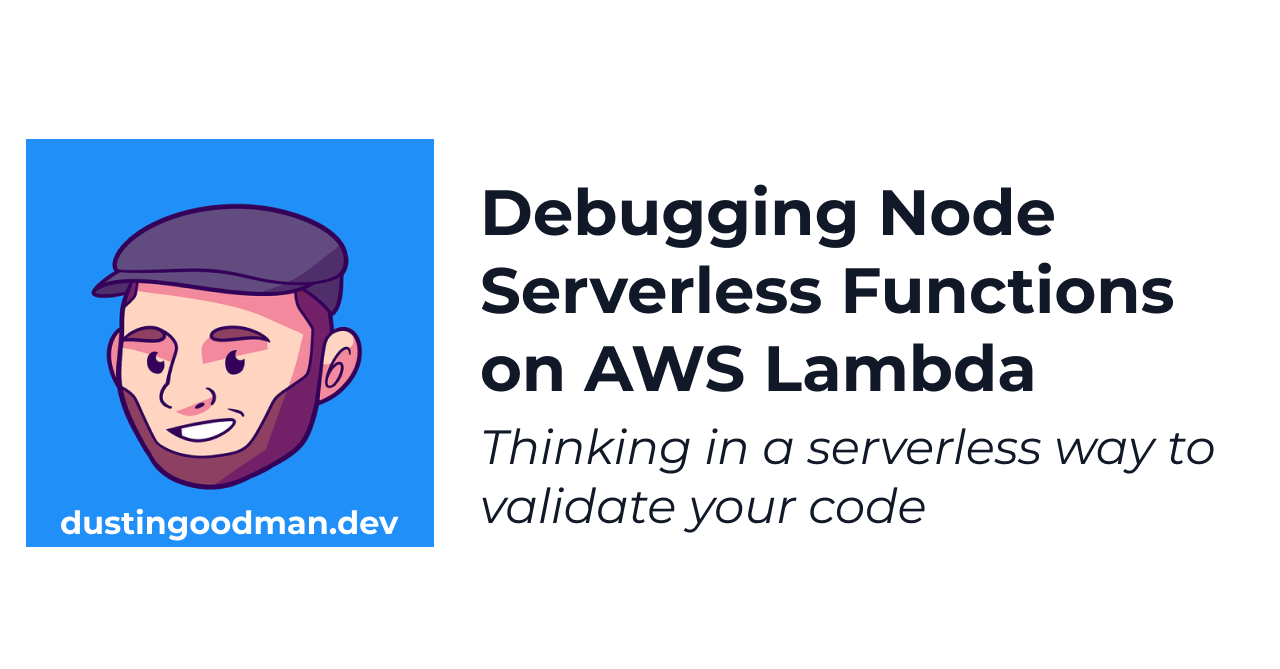 dustingoodman.dev
Debugging Node
Serverless Functions
on AWS Lambda
Thinking in a serverless way to
validate your code